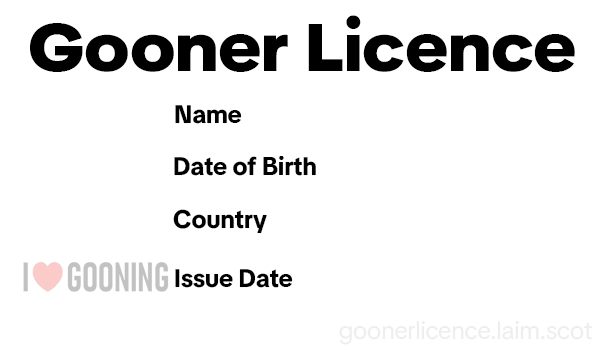 Gooner Licence
Name
Date of Birth
Country
I ❤ GOONING
Issue Date
goonerlicence.laim.scot